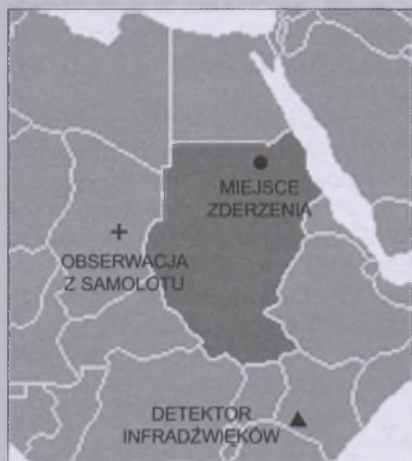 MIEJSCE
ZDERZENIA
OBSERWACJA
Z SAMOLOTU
DETEKTOR
INFRADŹWIĘKÓW